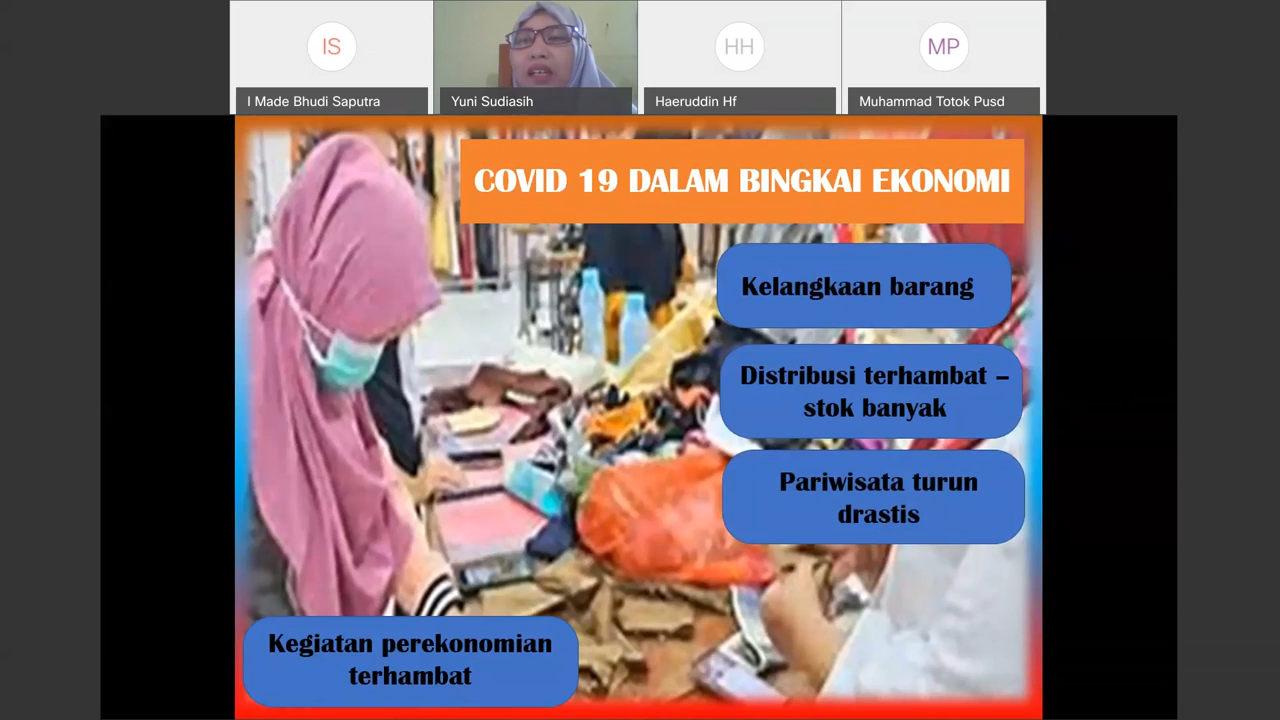 IS
HH
MP
I Made Bhudi Saputra
Yuni Sudiasih
Haeruddin Hf
Muhammad Totok Pusd
COVID 19 DALAM BINGKAI EKONOMI
Kelangkaan barang
Distribusi terhambat –
stok banyak
Pariwisata turun
drastis
Kegiatan perekonomian
terhambat